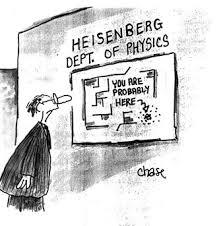 HEISENBERG
DEPT. OF PHYSICS
YOU ARE
PROBABLY
HERE
chase